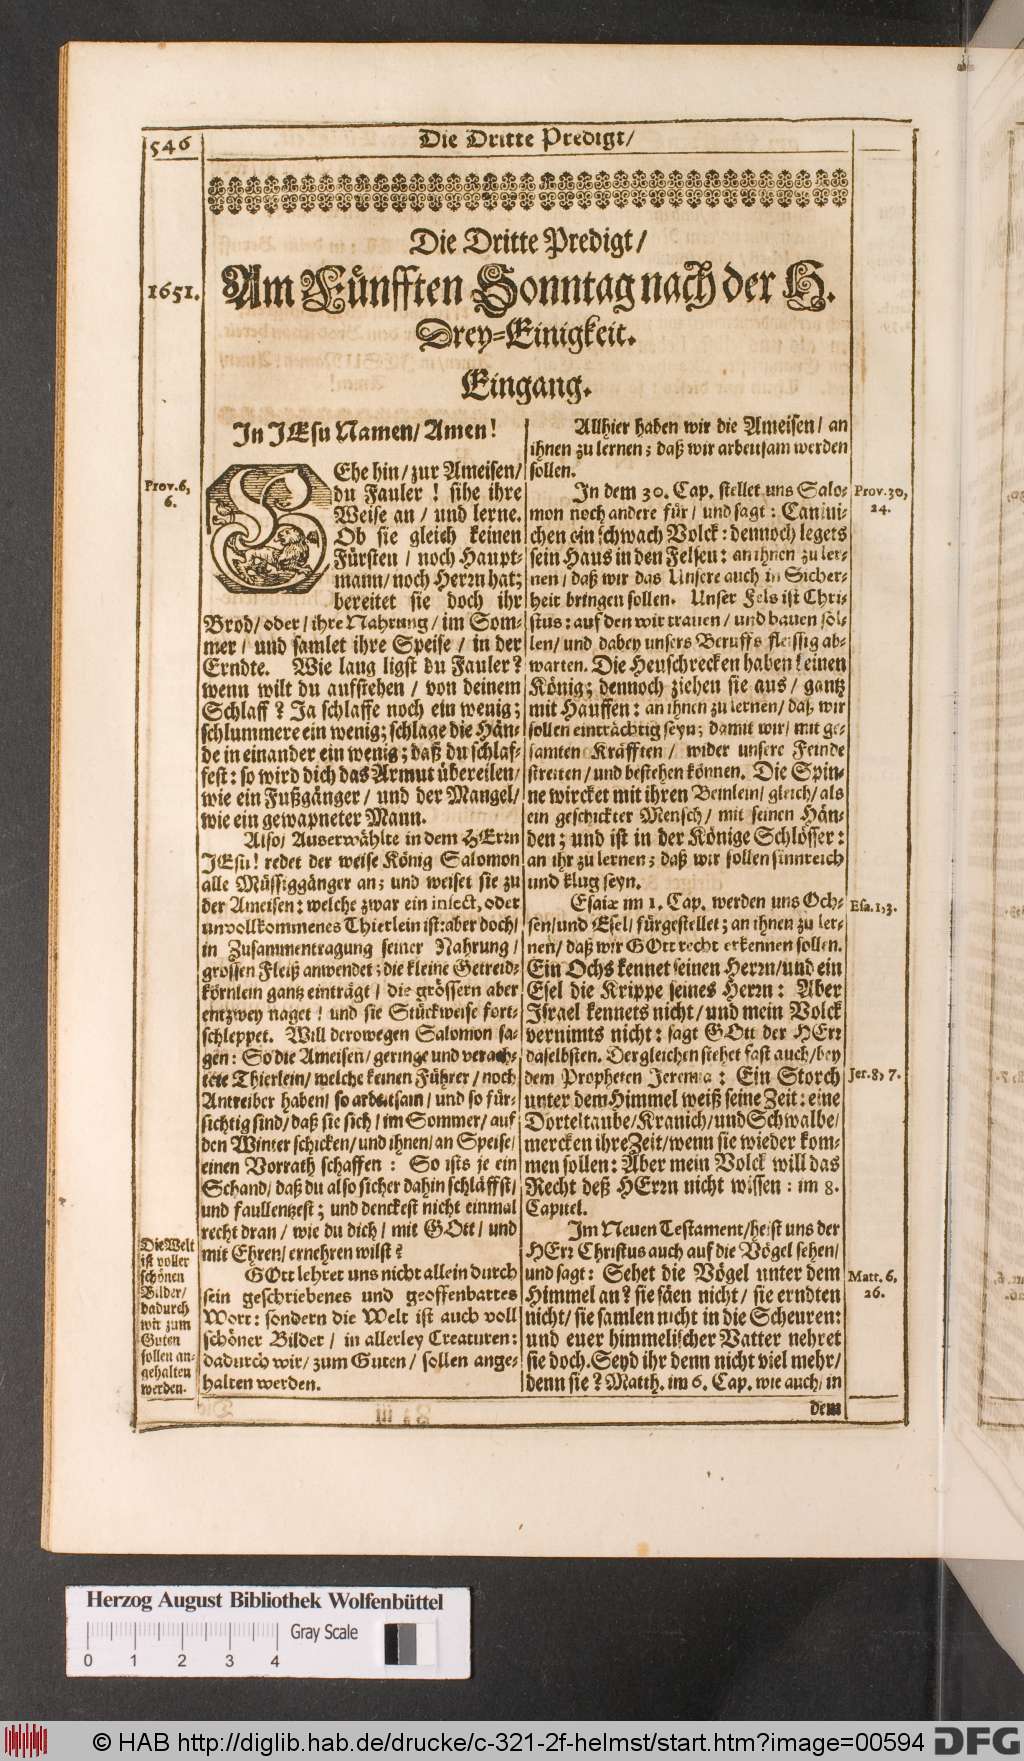 546
Die Dritte Predigt/
Die Dritte Predigt/
1651.
Am Fünfften Sonntag nach der H.
Drey-Einigkeit.
Eingang.
In JEsu Namen/ Amen!
Prov. 6,
6.
GEhe hin/ zur Ameisen/
du Fauler! sihe ihre
Weise an/ und lerne.
Ob sie gleich keinen
Fürsten/ noch Haupt-
mann/ noch Herrn hat;
bereitet sie doch ihr
Brod/ oder/ ihre Nahrung/ im Som-
mer/ und samlet ihre Speise/ in der
Erndte. Wie lang ligst du Fauler?
wenn wilt du aufstehen/ von deinem
Schlaff? Ja schlaffe noch ein wenig;
schlummere ein wenig; schlage die Hän-
de in einander ein wenig; daß du schlaf-
fest: so wird dich das Armut übereilen/
wie ein Fußgänger/ und der Mangel/
wie ein gewapneter Mann.
Also/ Auserwählte in dem HErrn
JEsu! redet der weise König Salomon
alle Müssiggänger an; und weiset sie zu
der Ameisen: welche zwar ein insect, oder
unvollkommenes Thierlein ist: aber doch/
in Zusammentragung seiner Nahrung/
grossen Fleiß anwendet; die kleine Getreid-
körnlein gantz einträgt/ die grössern aber
entzwey naget! und sie Stückweise fort-
schleppet. Will derowegen Salomon sa-
gen: So die Ameisen/ geringe und verach-
tete Thierlein/ welche keinen Führer/ noch
Antreiber haben/ so arbeitsam/ und so für-
sichtig sind/ daß sie sich/ im Sommer/ auf
den Winter schicken/ und ihnen/ an Speise/
einen Vorrath schaffen: So ists je ein
Schand/ daß du also sicher dahin schläffst/
und faullentzest; und denckest nicht einmal
recht dran/ wie du dich/ mit GOtt/ und
mit Ehren/ ernehren wilst?
Die Welt
ist voller
schönen
Bilder/
dadurch
wir zum
Guten
sollen an-
gehalten
werden.
GOtt lehret uns nicht allein durch
sein geschriebenes und geoffenbartes
Wort: sondern die Welt ist auch voll
schöner Bilder/ in allerley Creaturen:
dadurch wir/ zum Guten/ sollen ange-
halten werden.
Allhier haben wir die Ameisen/ an
ihnen zu lernen; daß wir arbeitsam werden
sollen.
In dem 30. Cap. stellet uns Salo-
mon noch andere für/ und sagt: Canini-
chen ein schwach Volck: dennoch legets
sein Haus in den Felsen: an ihnen zu ler-
nen/ daß wir das Unsere auch in Sicher-
heit bringen sollen. Unser Fels ist Chri-
stus: auf den wir trauen/ und bauen söl-
len/ und dabey unsers Beruffs fleissig ab-
warten. Die Heuschrecken haben keinen
König; dennoch ziehen sie aus/ gantz
mit Hauffen: an ihnen zu lernen/ daß wir
sollen einträchtig seyn; damit wir/ mit ge-
samten Kräfften/ wider unsere Feinde
streiten/ und bestehen können. Die Spin-
ne wircket mit ihren Beinlein/ gleich/ als
ein geschickter Mensch/ mit seinen Hän-
den; und ist in der Könige Schlösser:
an ihr zu lernen; daß wir sollen sinnreich
und klug seyn.
Prov. 30,
24.
Esaiæ im 1. Cap. werden uns Och-
sen/ und Esel/ fürgestellet; an ihnen zu ler-
nen/ daß wir GOtt recht erkennen sollen.
Ein Ochs kennet seinen Herrn/ und ein
Esel die Krippe seines Herrn: Aber
Israel kennets nicht/ und mein Volck
vernimts nicht: sagt GOtt der HErr
daselbsten. Dergleichen stehet fast auch/ bey
dem Propheten Jeremia: Ein Storch
unter dem Himmel weiß seine Zeit: eine
Dorteltaube/ Kranich/ und Schwalbe/
mercken ihre Zeit/ wenn sie wieder kom-
men sollen: Aber mein Volck will das
Recht deß HErrn nicht wissen: im 8.
Capitel.
Esa. 1, 3.
Jer. 8, 7.
Im Neuen Testament/ heist uns der
HErr Christus auch auf die Vögel sehen/
und sagt: Sehet die Vögel unter dem
Himmel an? sie säen nicht/ sie erndten
nicht/ sie samlen nicht in die Scheuren:
und euer himmelischer Vatter nehret
sie doch. Seyd ihr denn nicht viel mehr/
denn sie? Matth. im 6. Cap. wie auch/ in
Matt. 6,
26.
dem
Herzog August Bibliothek Wolfenbüttel
Gray Scale
0 1 2 3 4
© HAB http://diglib.hab.de/drucke/c-321-2f-helmst/start.htm?image=00594
DFG